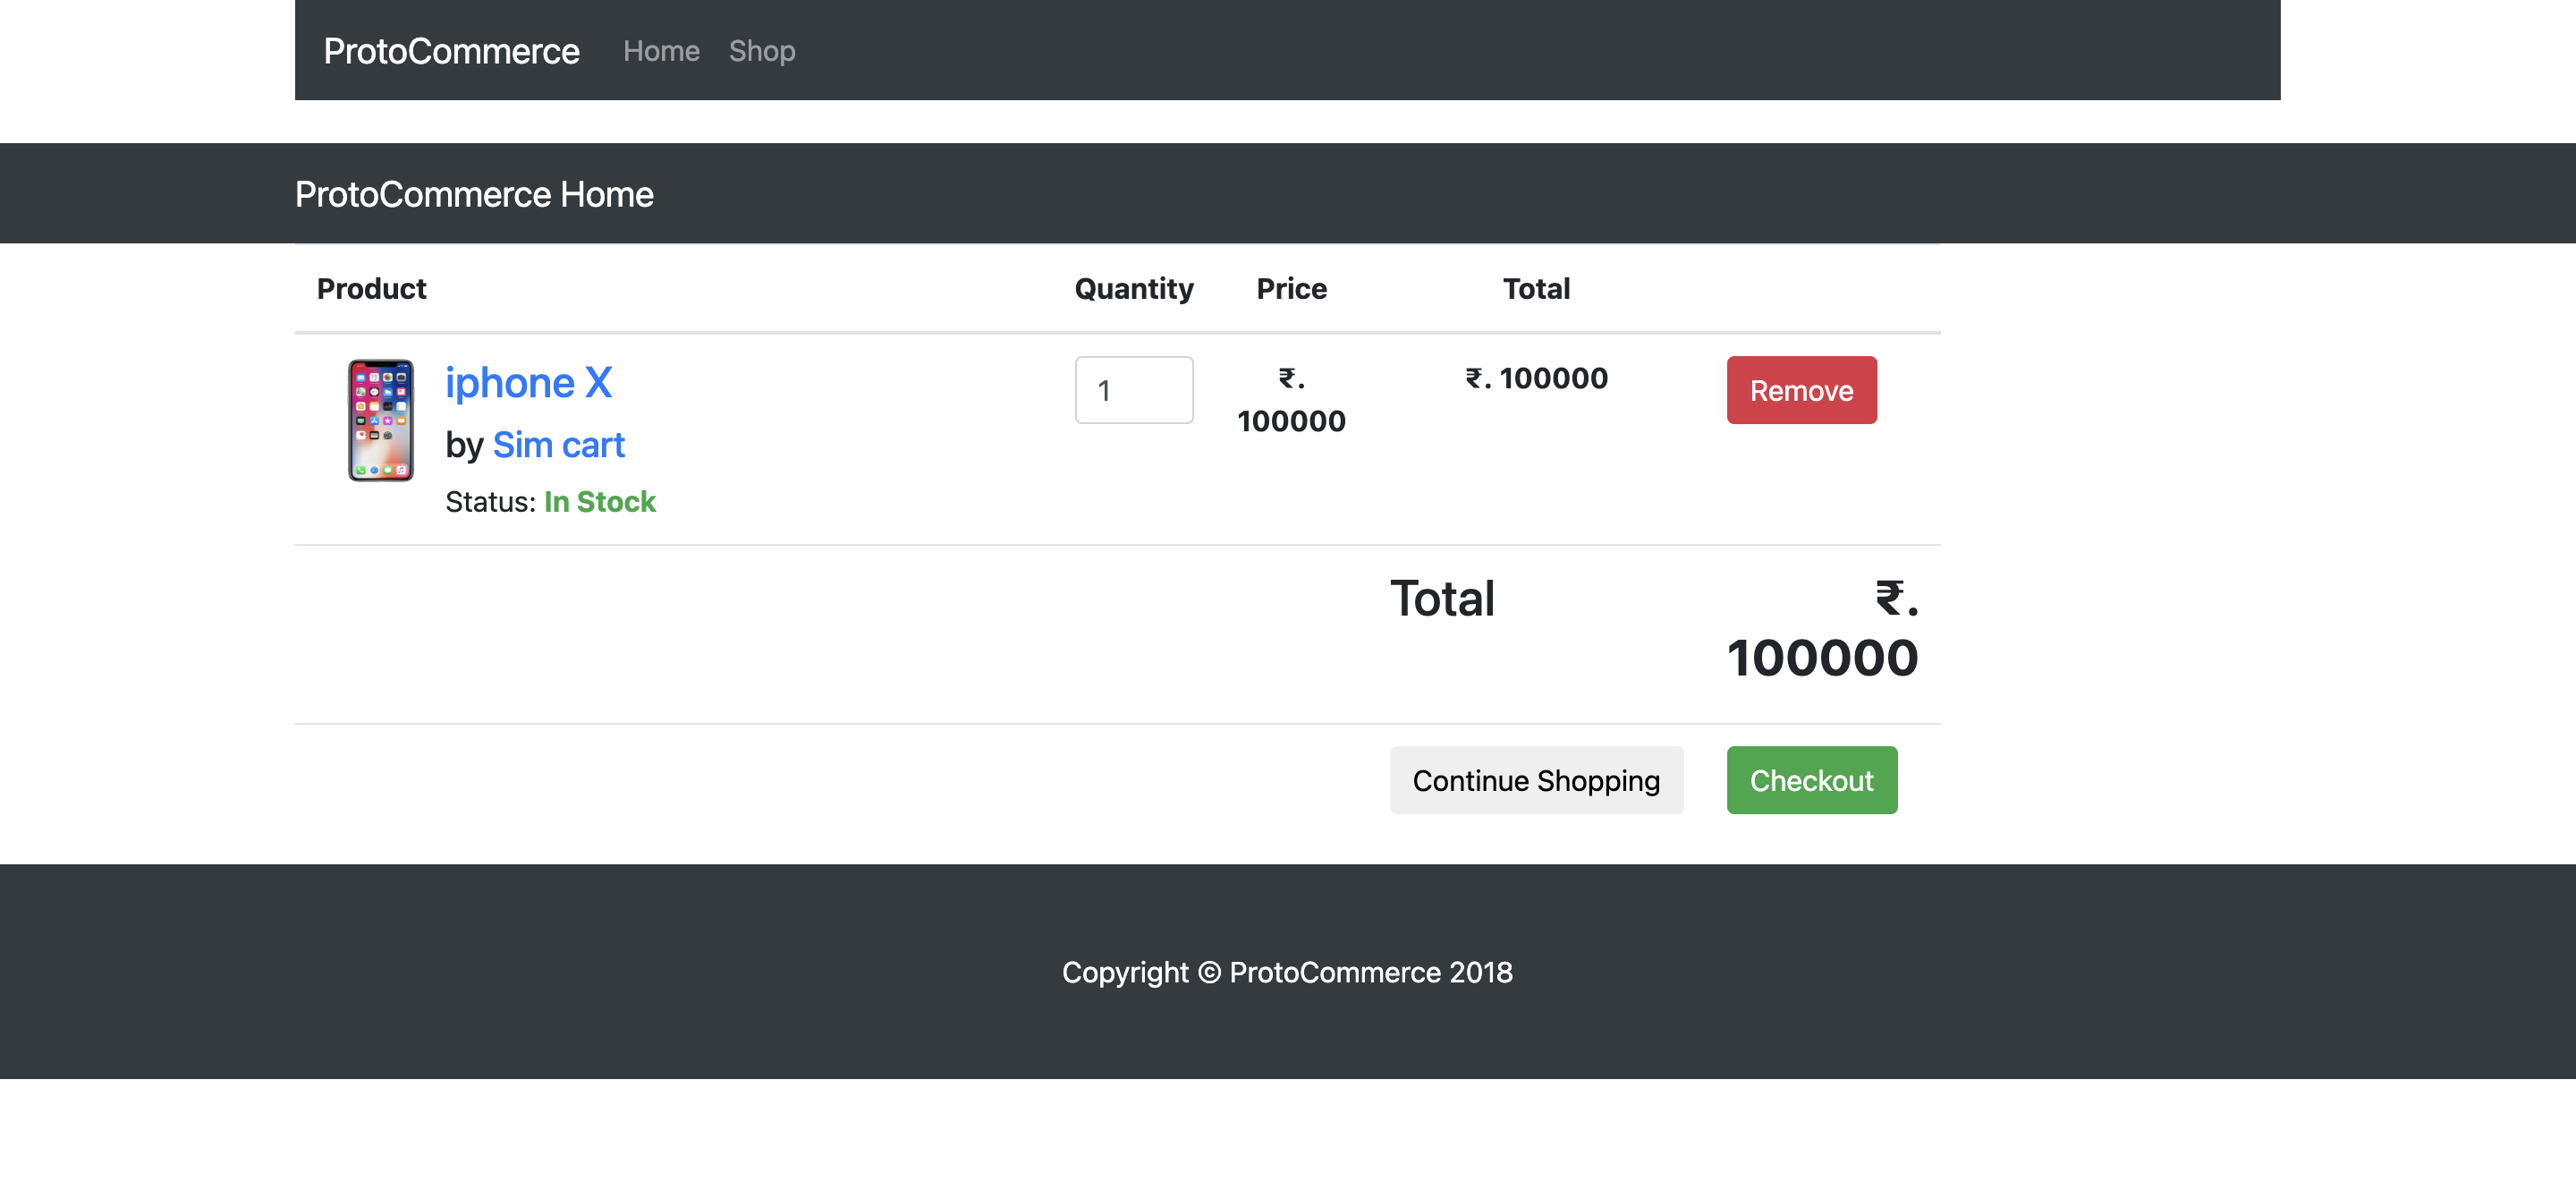 ProtoCommerce Home Shop
ProtoCommerce Home
Product Quantity Price Total
iphone X 1 ₹. ₹. 100000 Remove
100000
by Sim cart
Status: In Stock
Total ₹.
100000
Continue Shopping Checkout
Copyright © ProtoCommerce 2018